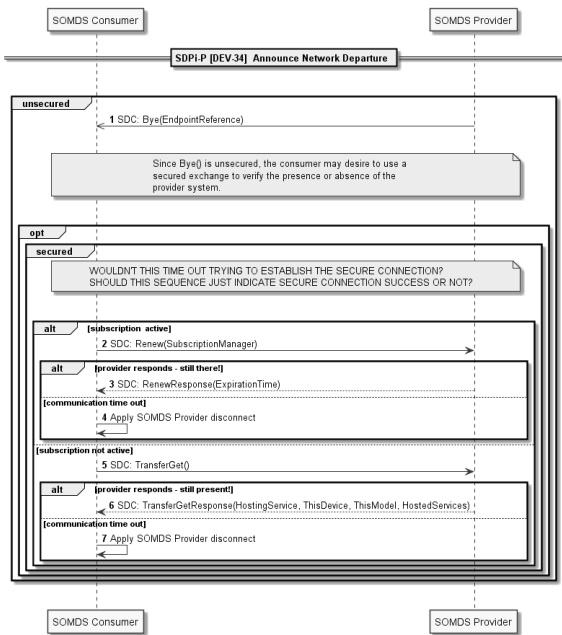 SOMDS Consumer
SOMDS Provider
SDPi-P [DEV-34]  Announce Network Departure
unsecured
1 SDC: Bye(EndpointReference)
Since Bye() is unsecured, the consumer may desire to use a
secured exchange to verify the presence or absence of the
provider system.
opt
secured
WOULDN'T THIS TIME OUT TRYING TO ESTABLISH THE SECURE CONNECTION?
SHOULD THIS SEQUENCE JUST INDICATE SECURE CONNECTION SUCCESS OR NOT?
alt [subscription active]
2 SDC: Renew(SubscriptionManager)
alt [provider responds - still there!]
3 SDC: RenewResponse(ExpirationTime)
[communication time out]
4 Apply SOMDS Provider disconnect
[subscription not active]
5 SDC: TransferGet()
alt [provider responds - still present!]
6 SDC: TransferGetResponse(HostingService, ThisDevice, ThisModel, HostedServices)
[communication time out]
7 Apply SOMDS Provider disconnect
SOMDS Consumer
SOMDS Provider